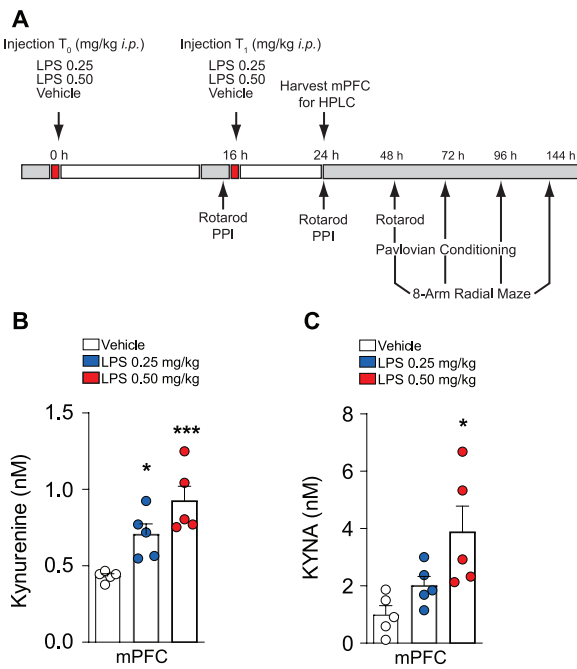 A
Injection T0 (mg/kg i.p.)
LPS 0.25
LPS 0.50
Vehicle
Injection T1 (mg/kg i.p.)
LPS 0.25
LPS 0.50
Vehicle
Harvest mPFC
for HPLC
0 h
16 h
24 h
48 h
72 h
96 h
144 h
Rotarod
PPI
Rotarod
PPI
Rotarod
Pavlovian Conditioning
8-Arm Radial Maze
B
Vehicle
LPS 0.25 mg/kg
LPS 0.50 mg/kg
Kynurenine (nM)
1.5
1.0
0.5
0.0
*
***
mPFC
C
Vehicle
LPS 0.25 mg/kg
LPS 0.50 mg/kg
KYNA (nM)
8
6
4
2
0
*
mPFC